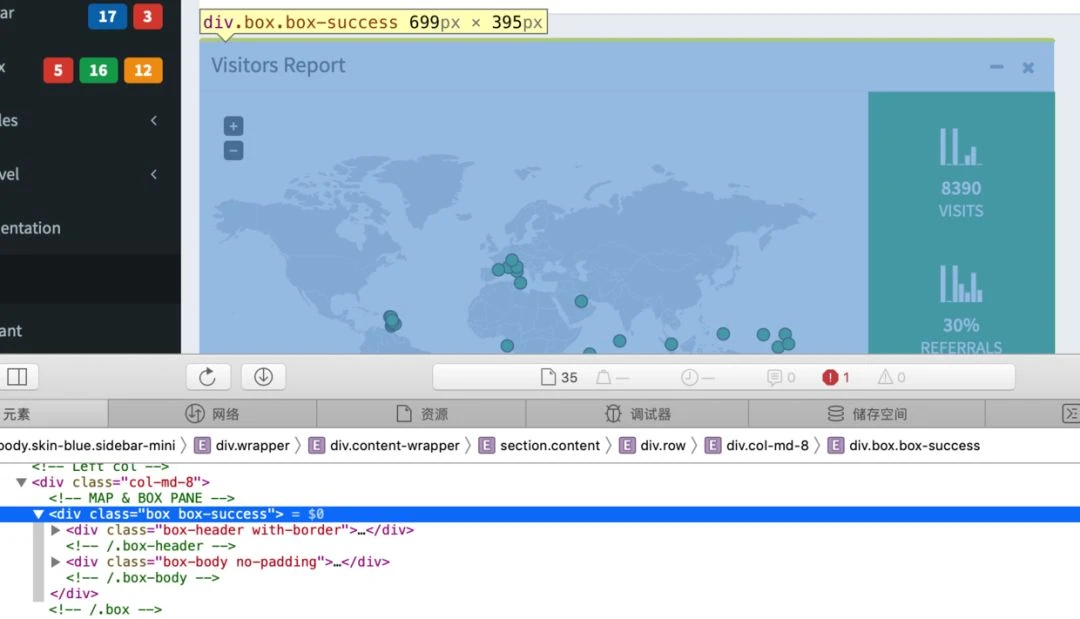 ar
17 3
div.box.box-success 699px × 395px
x
5 16 12
Visitors Report
les
vel
entation
ant
+
−
8390
VISITS
30%
REFERRALS
35 — — 0 1 0
元素 网络 资源 调试器 储存空间
body.skin-blue.sidebar-mini 〉 E div.wrapper 〉 E div.content-wrapper 〉 E section.content 〉 E div.row 〉 E div.col-md-8 〉 E div.box.box-success
<!-- Left col -->
<div class="col-md-8">
<!-- MAP & BOX PANE -->
<div class="box box-success"> = $0
<div class="box-header with-border">…</div>
<!-- /.box-header -->
<div class="box-body no-padding">…</div>
<!-- /.box-body -->
</div>
<!-- /.box -->